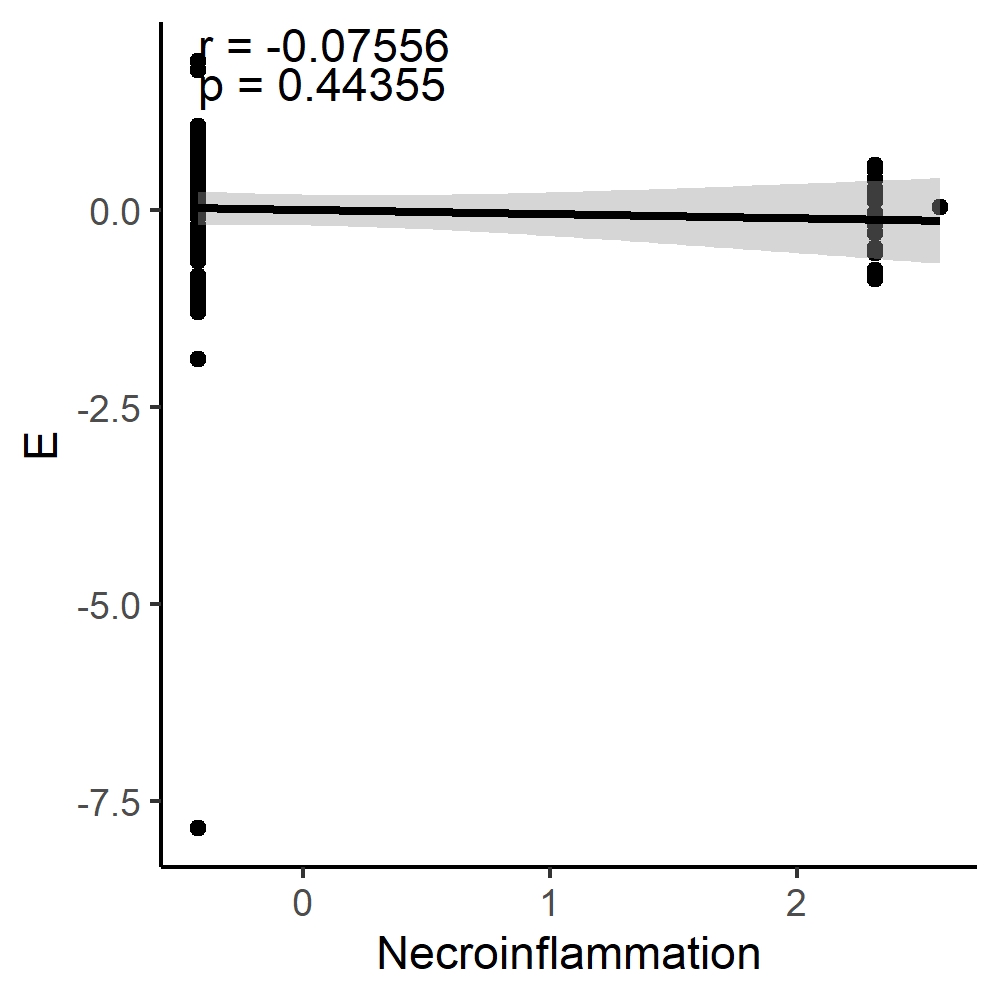 r = -0.07556
p = 0.44355
0.0
-2.5
E
-5.0
-7.5
0 1 2
Necroinflammation